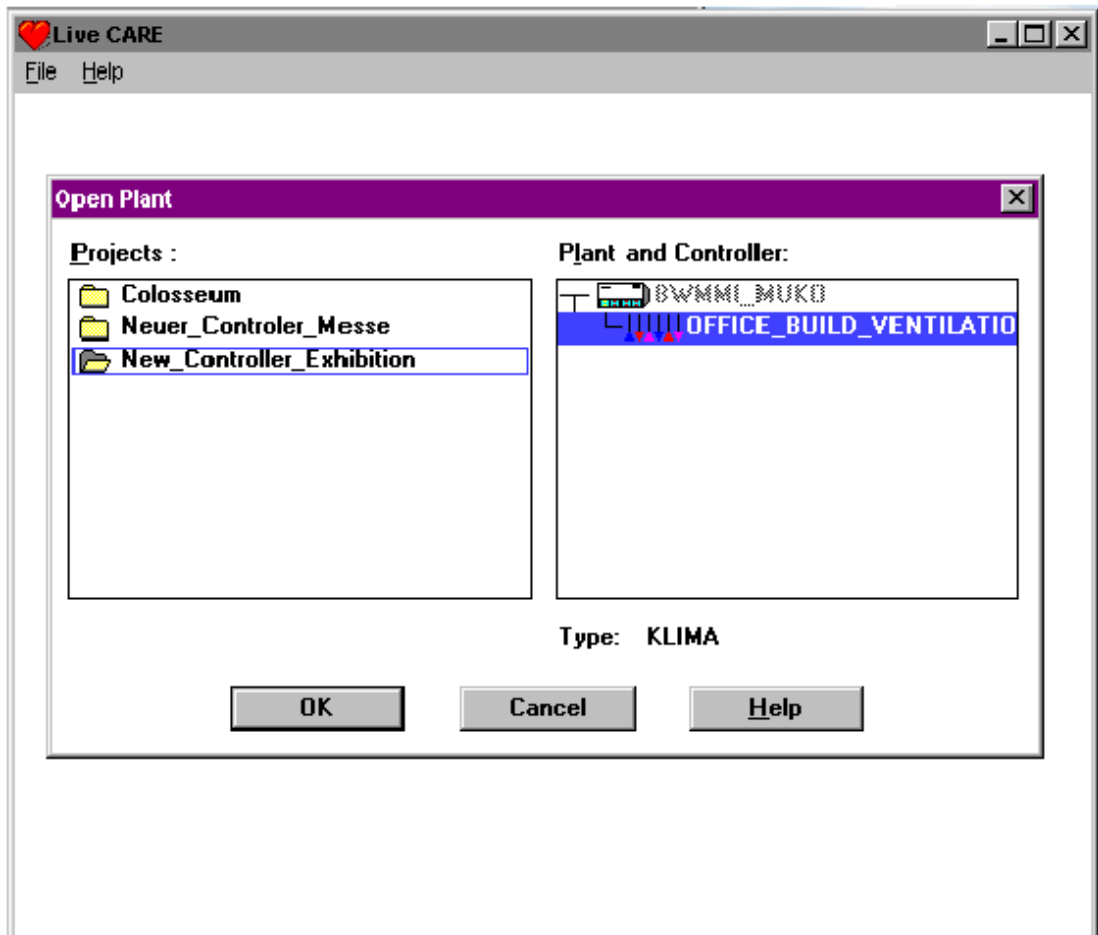 Live CARE
File Help
Open Plant
Projects :
Colosseum
Neuer_Controler_Messe
New_Controller_Exhibition
Plant and Controller:
BWMMI_MUKO
OFFICE_BUILD_VENTILATIO
Type: KLIMA
OK Cancel Help